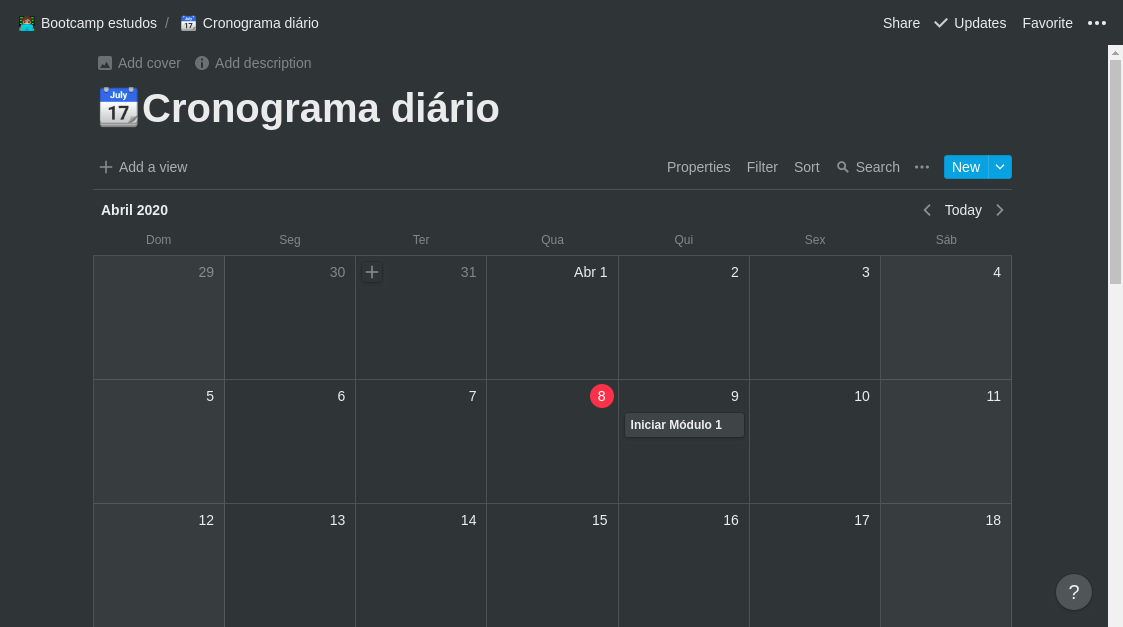 Bootcamp estudos / Cronograma diário Share Updates Favorite
Add cover Add description
July 17 Cronograma diário
Add a view Properties Filter Sort Search New
Abril 2020 Today
Dom Seg Ter Qua Qui Sex Sáb
29 30 31 Abr 1 2 3 4
5 6 7 8 9 10 11
Iniciar Módulo 1
12 13 14 15 16 17 18
?